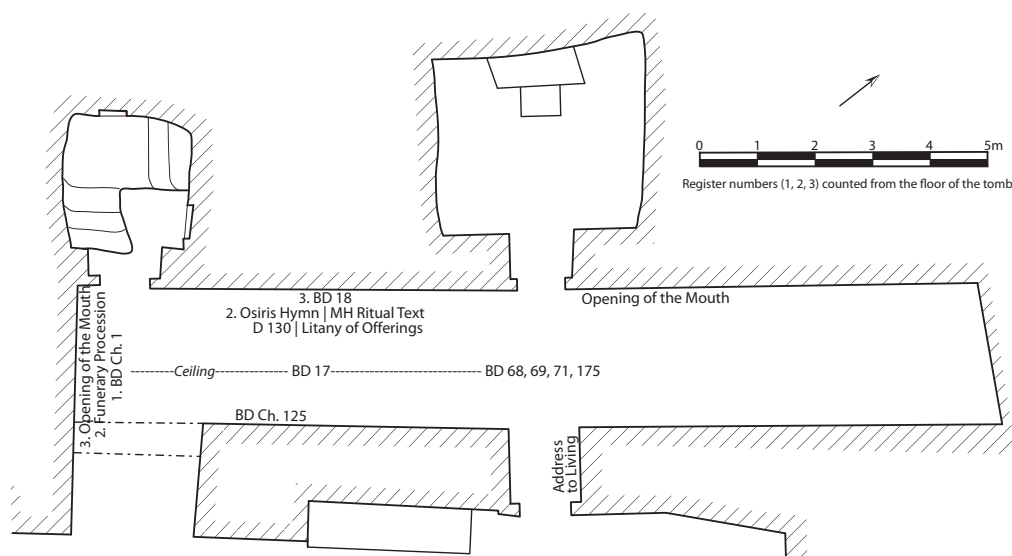 0 1 2 3 4 5m
Register numbers (1, 2, 3) counted from the floor of the tomb
3. BD 18
2. Osiris Hymn | MH Ritual Text
D 130 | Litany of Offerings
Opening of the Mouth
3. Opening of the Mouth
2. Funerary Procession
1. BD Ch. 1
---------Ceiling--------------- BD 17------------------------------- BD 68, 69, 71, 175
BD Ch. 125
Address
to Living